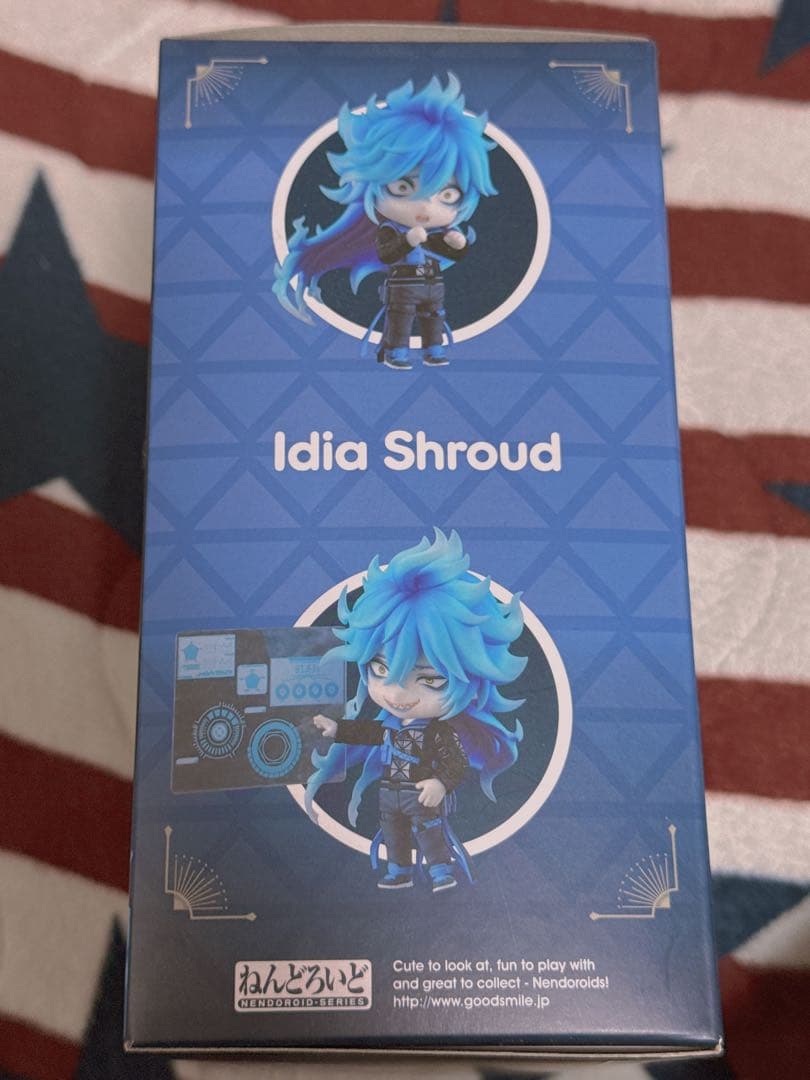 Idia Shroud
ねんどろいど
NENDOROID-SERIES
Cute to look at, fun to play with
and great to collect - Nendoroids!
http://www.goodsmile.jp